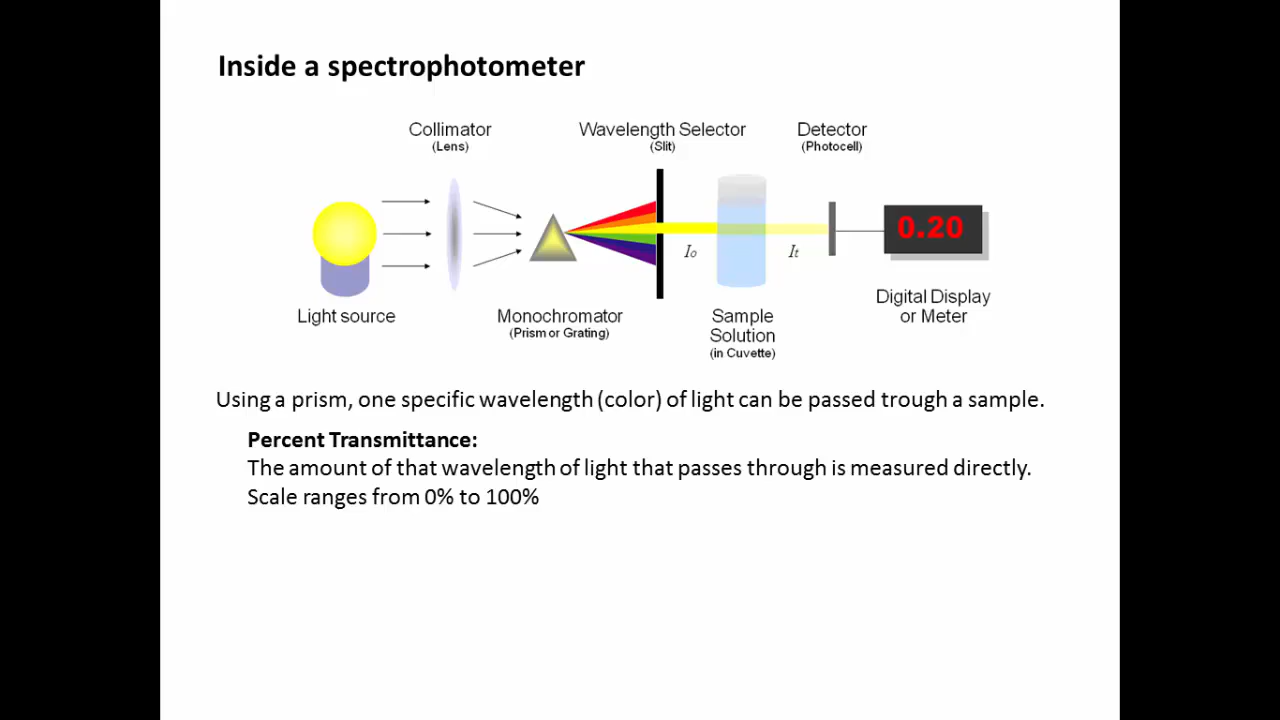 Inside a spectrophotometer
Collimator
(Lens)
Wavelength Selector
(Slit)
Detector
(Photocell)
0.20
Io
It
Light source
Monochromator
(Prism or Grating)
Sample
Solution
(in Cuvette)
Digital Display
or Meter
Using a prism, one specific wavelength (color) of light can be passed trough a sample.
Percent Transmittance:
The amount of that wavelength of light that passes through is measured directly.
Scale ranges from 0% to 100%